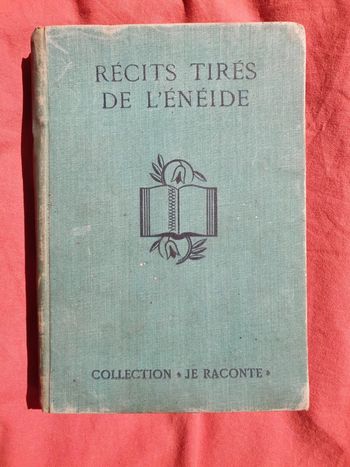 RÉCITS TIRÉS
DE L'ÉNÉIDE
COLLECTION « JE RACONTE »